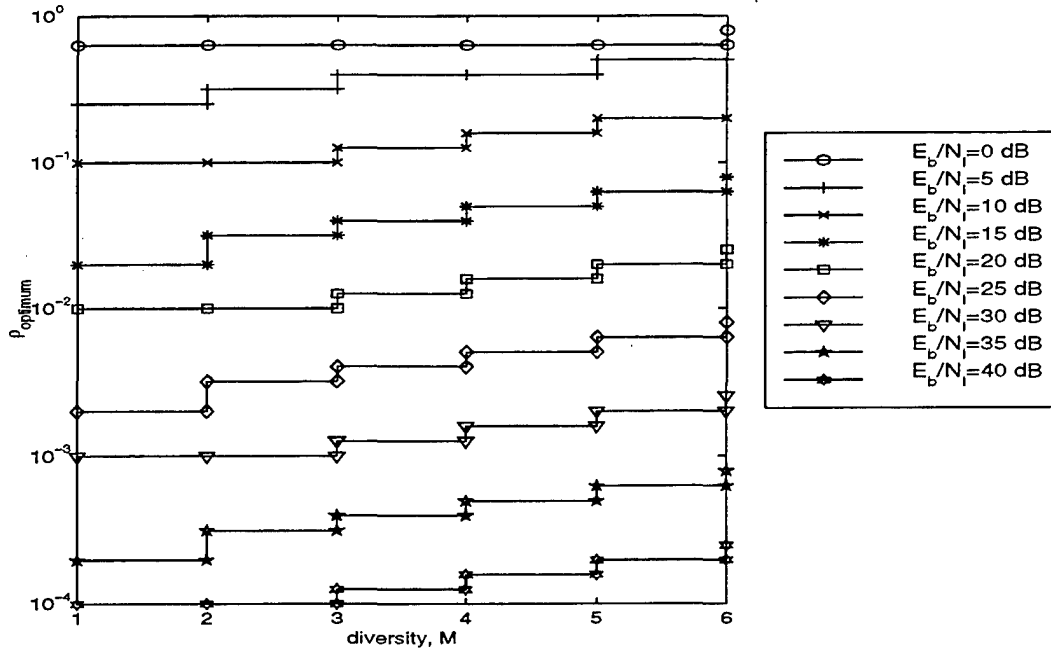 10⁰
10⁻¹
10⁻²
10⁻³
10⁻⁴
ρoptimum
1 2 3 4 5 6
diversity, M
E_b/N_I=0 dB
E_b/N_I=5 dB
E_b/N_I=10 dB
E_b/N_I=15 dB
E_b/N_I=20 dB
E_b/N_I=25 dB
E_b/N_I=30 dB
E_b/N_I=35 dB
E_b/N_I=40 dB